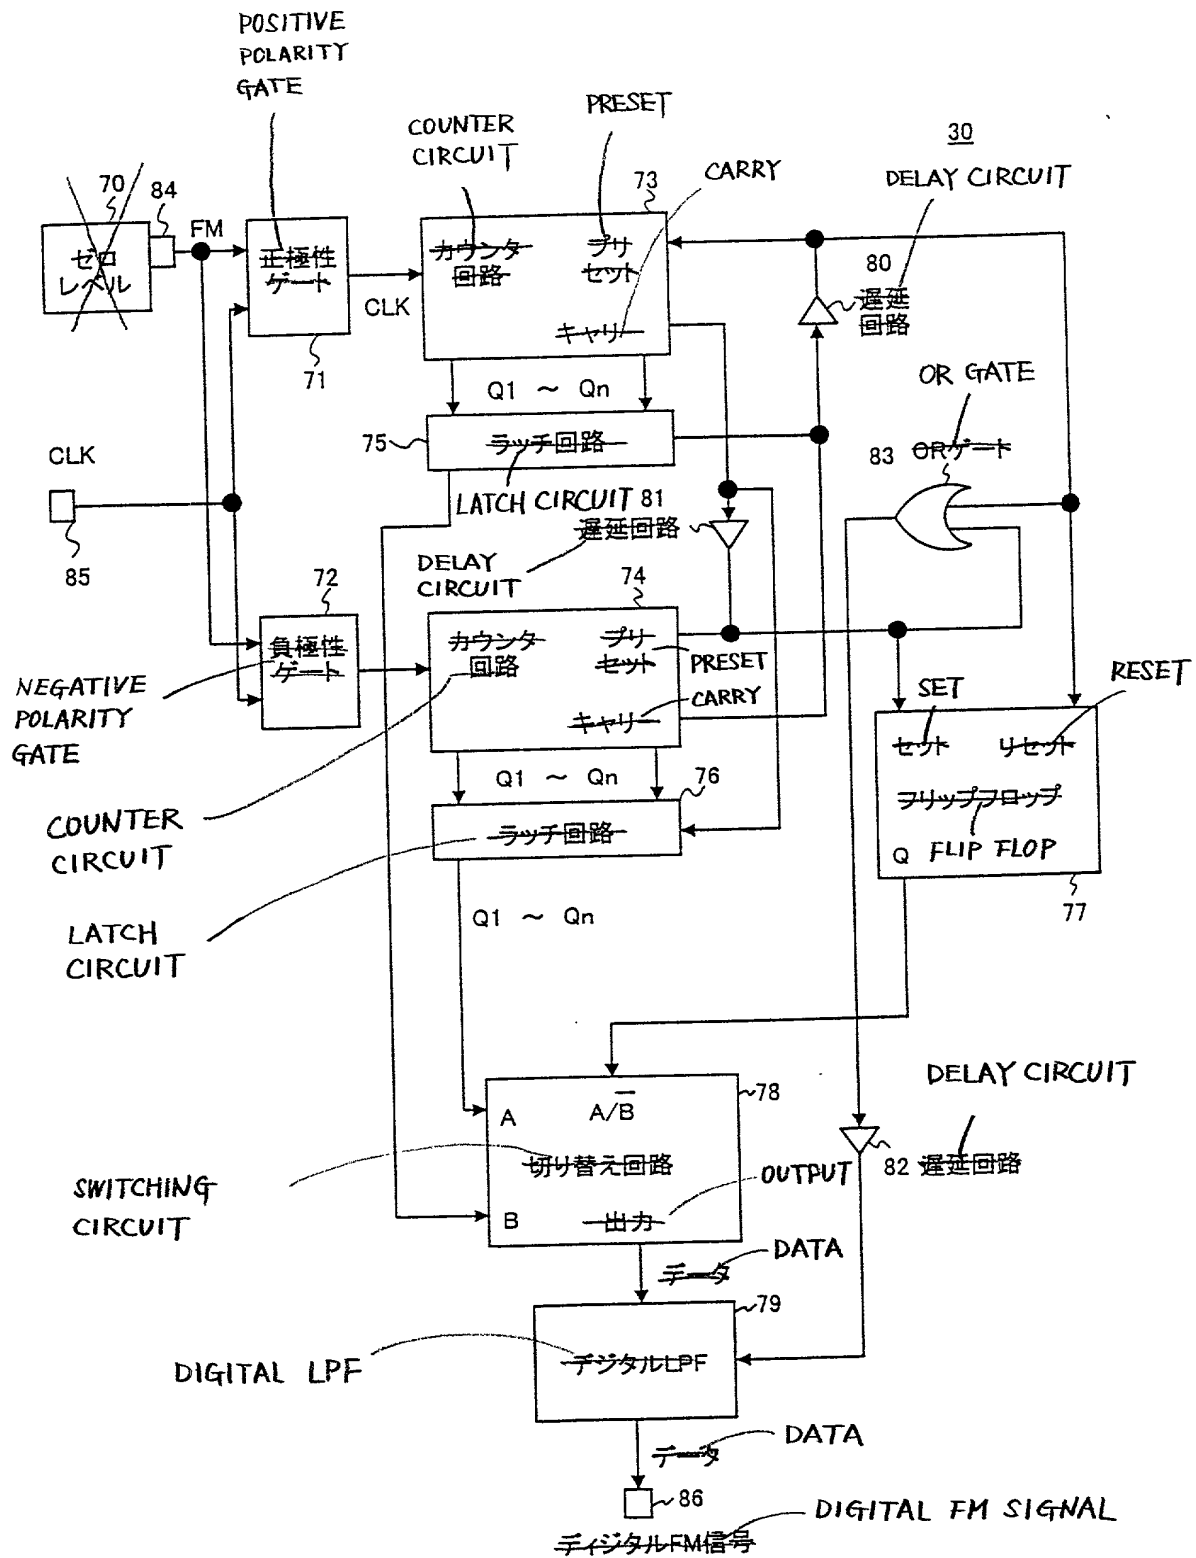 POSITIVE
POLARITY
GATE
COUNTER
CIRCUIT
PRESET
30
DELAY CIRCUIT
CARRY
70
84
73
FM
ゼロ
レベル
正極性
ゲート
カウンタ
回路
プリ
セット
キャリー
80
遅延
回路
CLK
71
Q1 ～ Qn
OR GATE
75
ラッチ回路
83
ORゲート
CLK
LATCH CIRCUIT
81
遅延回路
DELAY
CIRCUIT
85
72
74
負極性
ゲート
カウンタ
回路
プリ
セット
PRESET
キャリー
CARRY
NEGATIVE
POLARITY
GATE
SET
RESET
セット
リセット
フリップフロップ
Q
FLIP FLOP
77
Q1 ～ Qn
76
COUNTER
CIRCUIT
ラッチ回路
Q1 ～ Qn
LATCH
CIRCUIT
DELAY CIRCUIT
78
A
A/B̅
切り替え回路
82
遅延回路
SWITCHING
CIRCUIT
OUTPUT
B
出力
データ
DATA
79
デジタルLPF
DIGITAL LPF
データ
DATA
86
DIGITAL FM SIGNAL
ディジタルFM信号